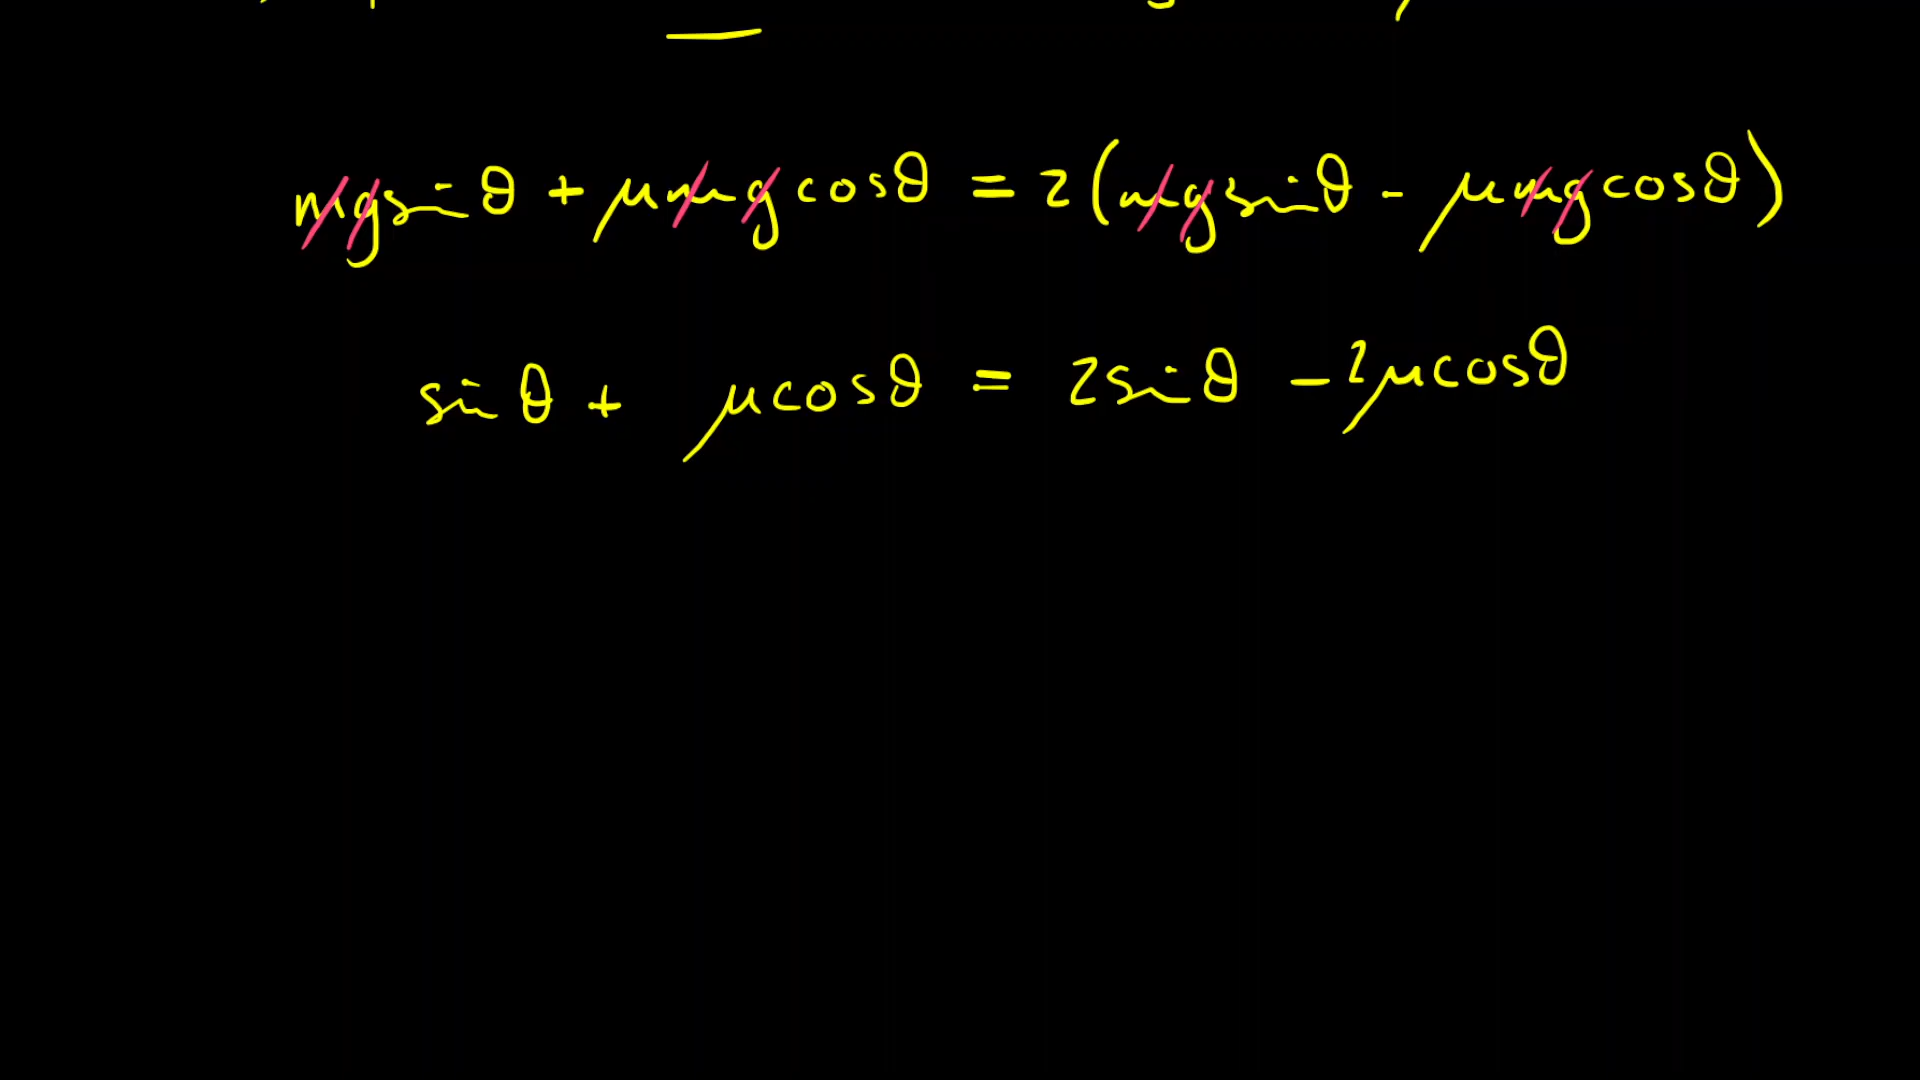 mgsinθ + μmgcosθ = 2(mgsinθ - μmgcosθ)
sinθ + μcosθ = 2sinθ - 2μcosθ